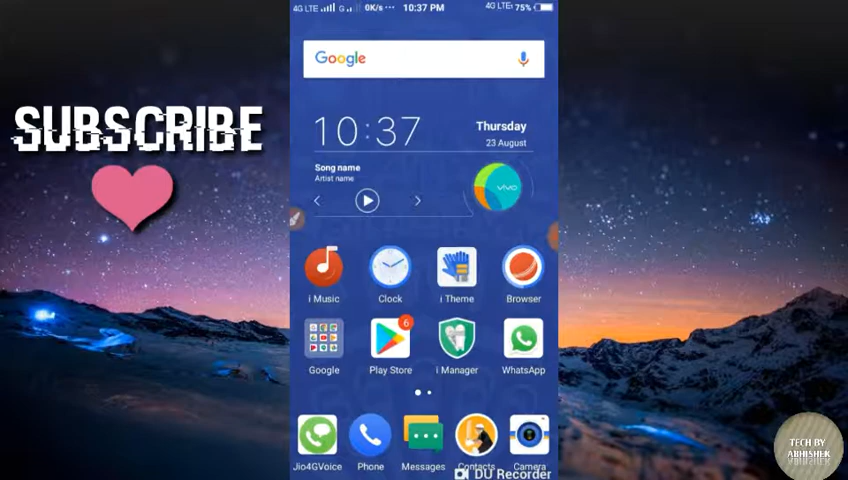 4G LTE G 0K/s ··· 10:37 PM 4G LTE 75%
Google
SUBSCRIBE
10:37
Thursday
23 August
Song name
Artist name
vivo
i Music Clock i Theme Browser
6
Google Play Store i Manager WhatsApp
Jio4GVoice Phone Messages Contacts Camera
DU Recorder
TECH BY
ABHISHEK